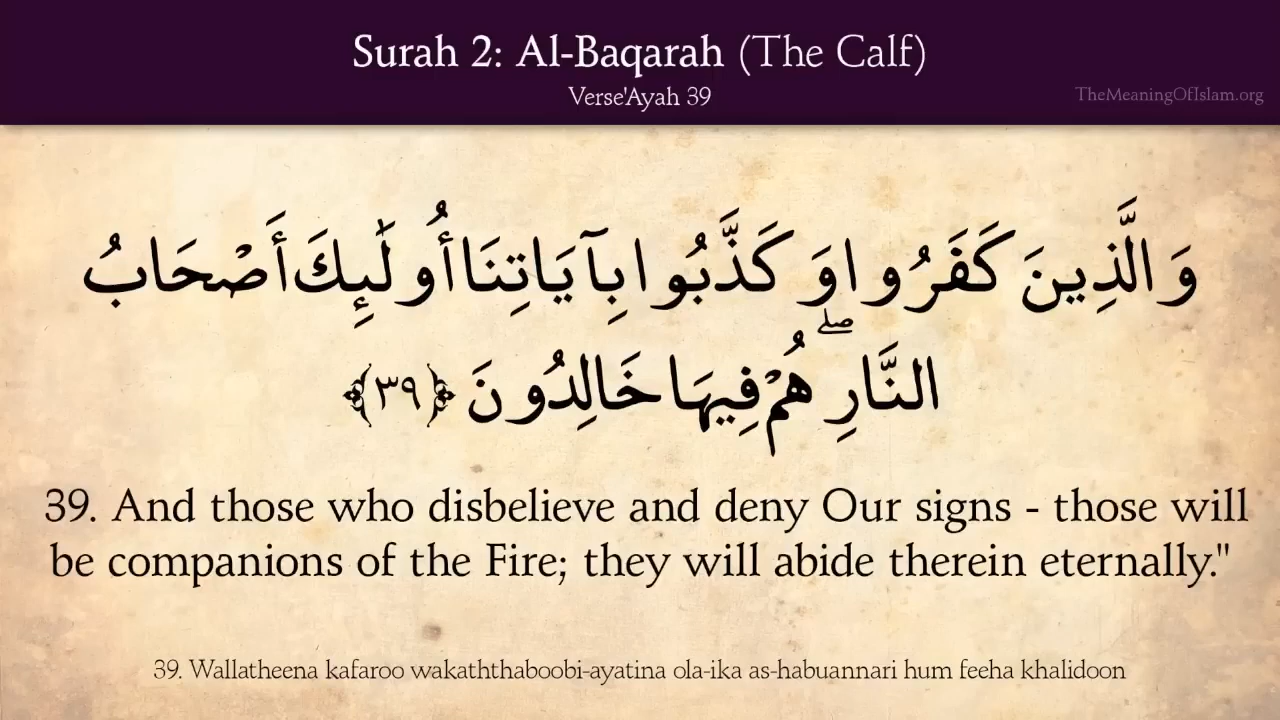 Surah 2: Al-Baqarah (The Calf)
Verse'Ayah 39
TheMeaningOfIslam.org
وَالَّذِينَ كَفَرُوا وَكَذَّبُوا بِآيَاتِنَا أُولَٰئِكَ أَصْحَابُ
النَّارِ ۖ هُمْ فِيهَا خَالِدُونَ ﴿٣٩﴾
39. And those who disbelieve and deny Our signs - those will
be companions of the Fire; they will abide therein eternally."
39. Wallatheena kafaroo wakaththaboobi-ayatina ola-ika as-habuannari hum feeha khalidoon